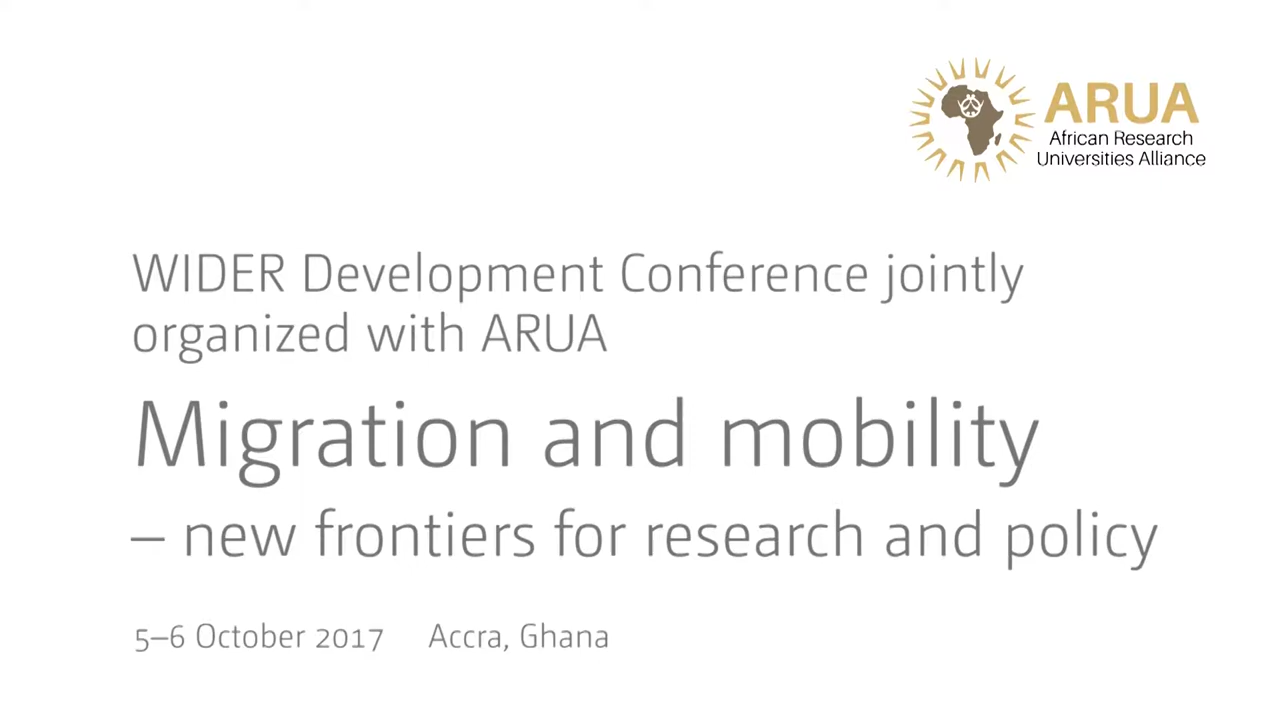 ARUA
African Research
Universities Alliance
WIDER Development Conference jointly
organized with ARUA
Migration and mobility
– new frontiers for research and policy
5–6 October 2017 Accra, Ghana